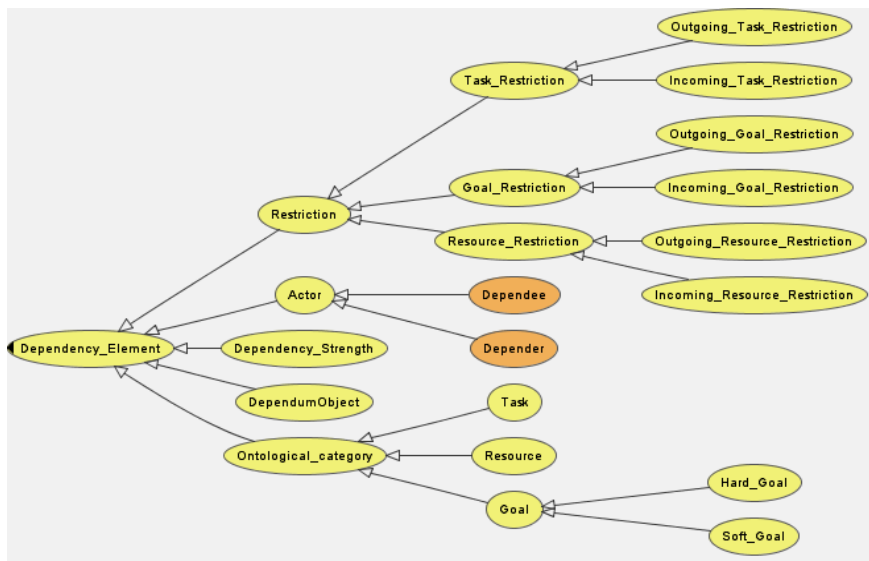 Outgoing_Task_Restriction
Task_Restriction
Incoming_Task_Restriction
Outgoing_Goal_Restriction
Goal_Restriction
Incoming_Goal_Restriction
Restriction
Resource_Restriction
Outgoing_Resource_Restriction
Actor
Dependee
Incoming_Resource_Restriction
Dependency_Element
Dependency_Strength
Depender
DependumObject
Task
Ontological_category
Resource
Hard_Goal
Goal
Soft_Goal